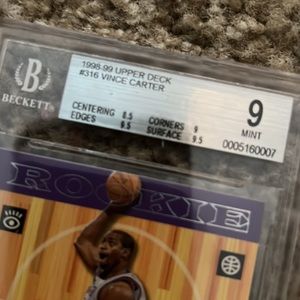 B
BECKETT
1998-99 UPPER DECK
#316 VINCE CARTER
CENTERING 8.5 CORNERS 9
EDGES 9.5 SURFACE 9.5
9
MINT
0005160007
ROOKIE